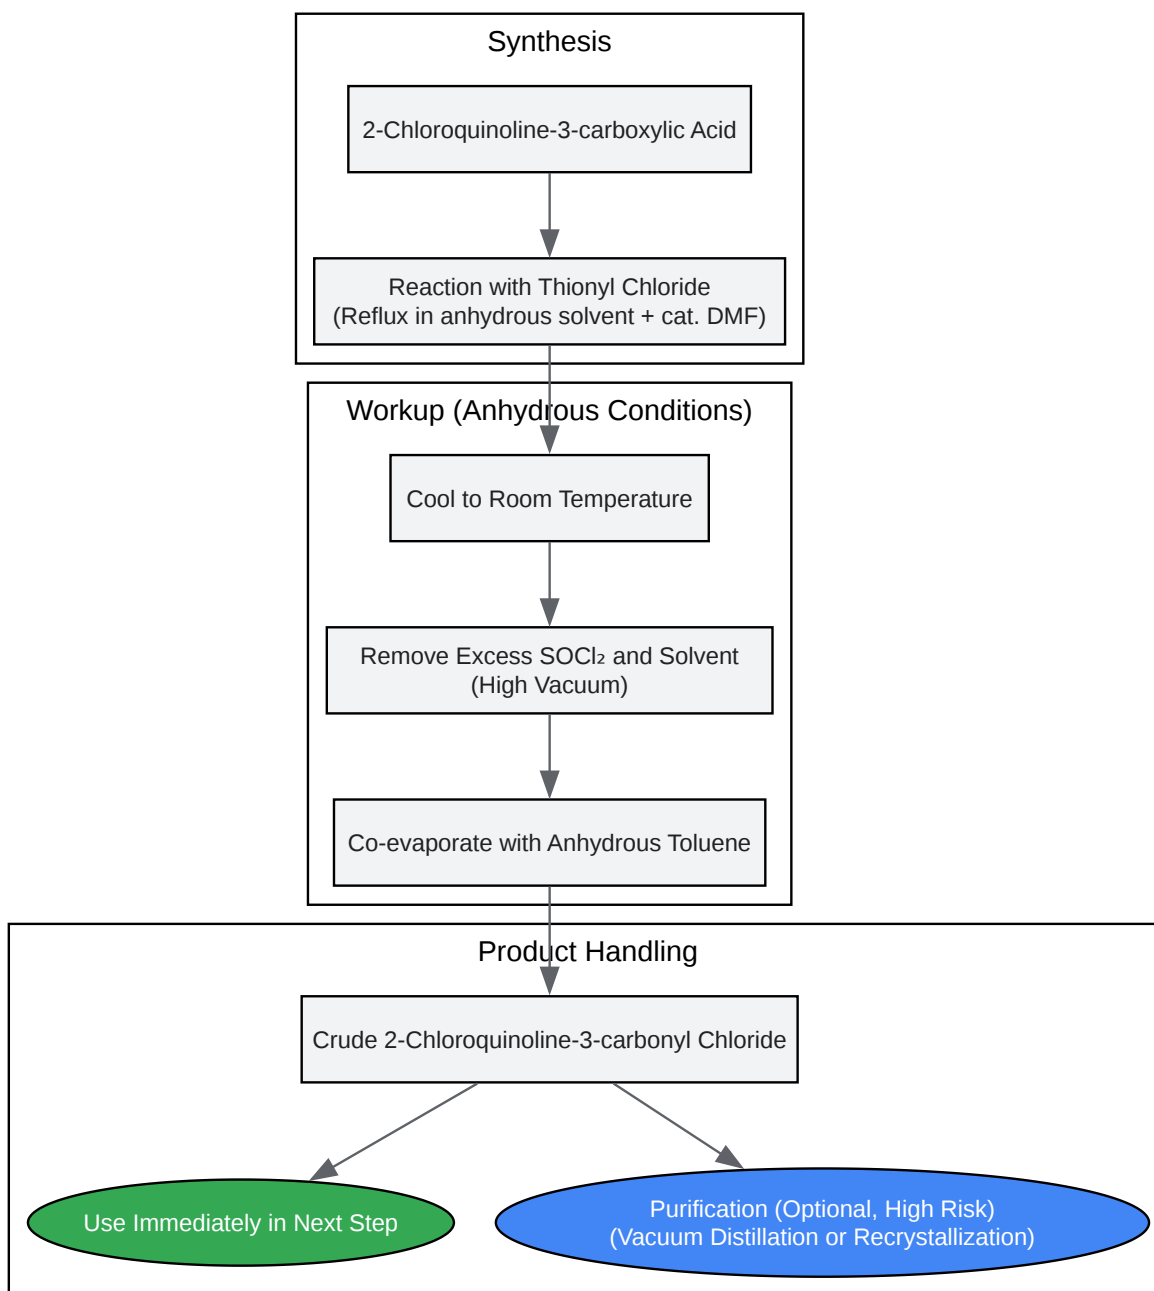 Synthesis
2-Chloroquinoline-3-carboxylic Acid
Reaction with Thionyl Chloride
(Reflux in anhydrous solvent + cat. DMF)
Workup (Anhydrous Conditions)
Cool to Room Temperature
Remove Excess SOCl₂ and Solvent
(High Vacuum)
Co-evaporate with Anhydrous Toluene
Product Handling
Crude 2-Chloroquinoline-3-carbonyl Chloride
Use Immediately in Next Step
Purification (Optional, High Risk)
(Vacuum Distillation or Recrystallization)